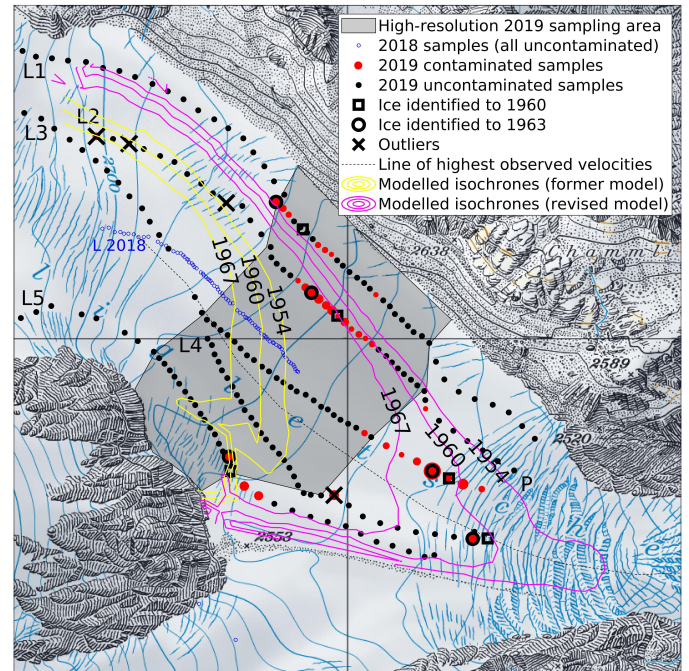 High-resolution 2019 sampling area
2018 samples (all uncontaminated)
2019 contaminated samples
2019 uncontaminated samples
Ice identified to 1960
Ice identified to 1963
Outliers
Line of highest observed velocities
Modelled isochrones (former model)
Modelled isochrones (revised model)
L1
L2
L3
2700
L 2018
2638
1967
1960
1954
L5
L4
2589
1967
1960
1954
2520
P
2553